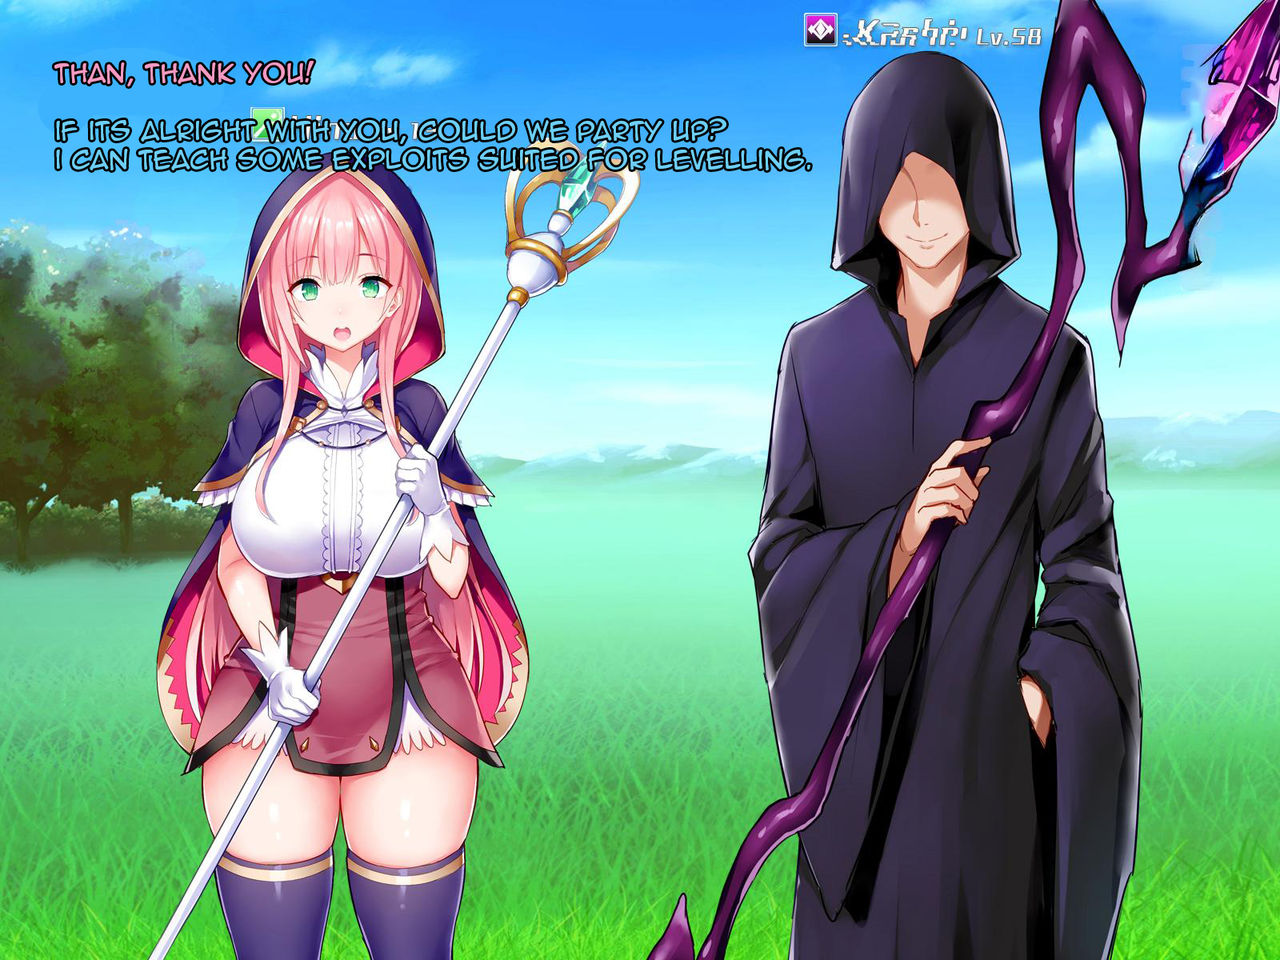 THAN, THANK YOU!
IF ITS ALRIGHT WITH YOU, COULD WE PARTY UP?
I CAN TEACH SOME EXPLOITS SUITED FOR LEVELLING.
Lv.58